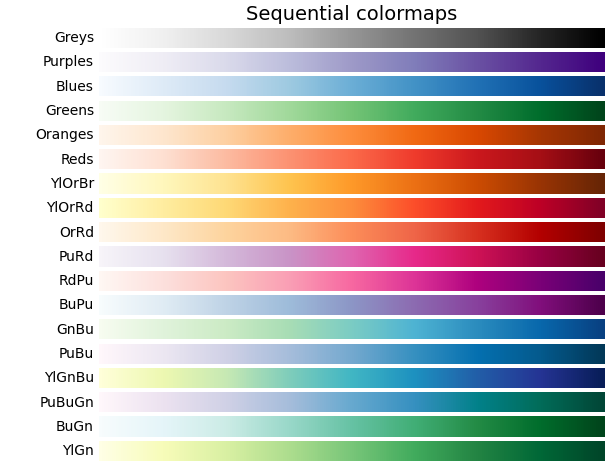 Sequential colormaps
Greys
Purples
Blues
Greens
Oranges
Reds
YlOrBr
YlOrRd
OrRd
PuRd
RdPu
BuPu
GnBu
PuBu
YlGnBu
PuBuGn
BuGn
YlGn